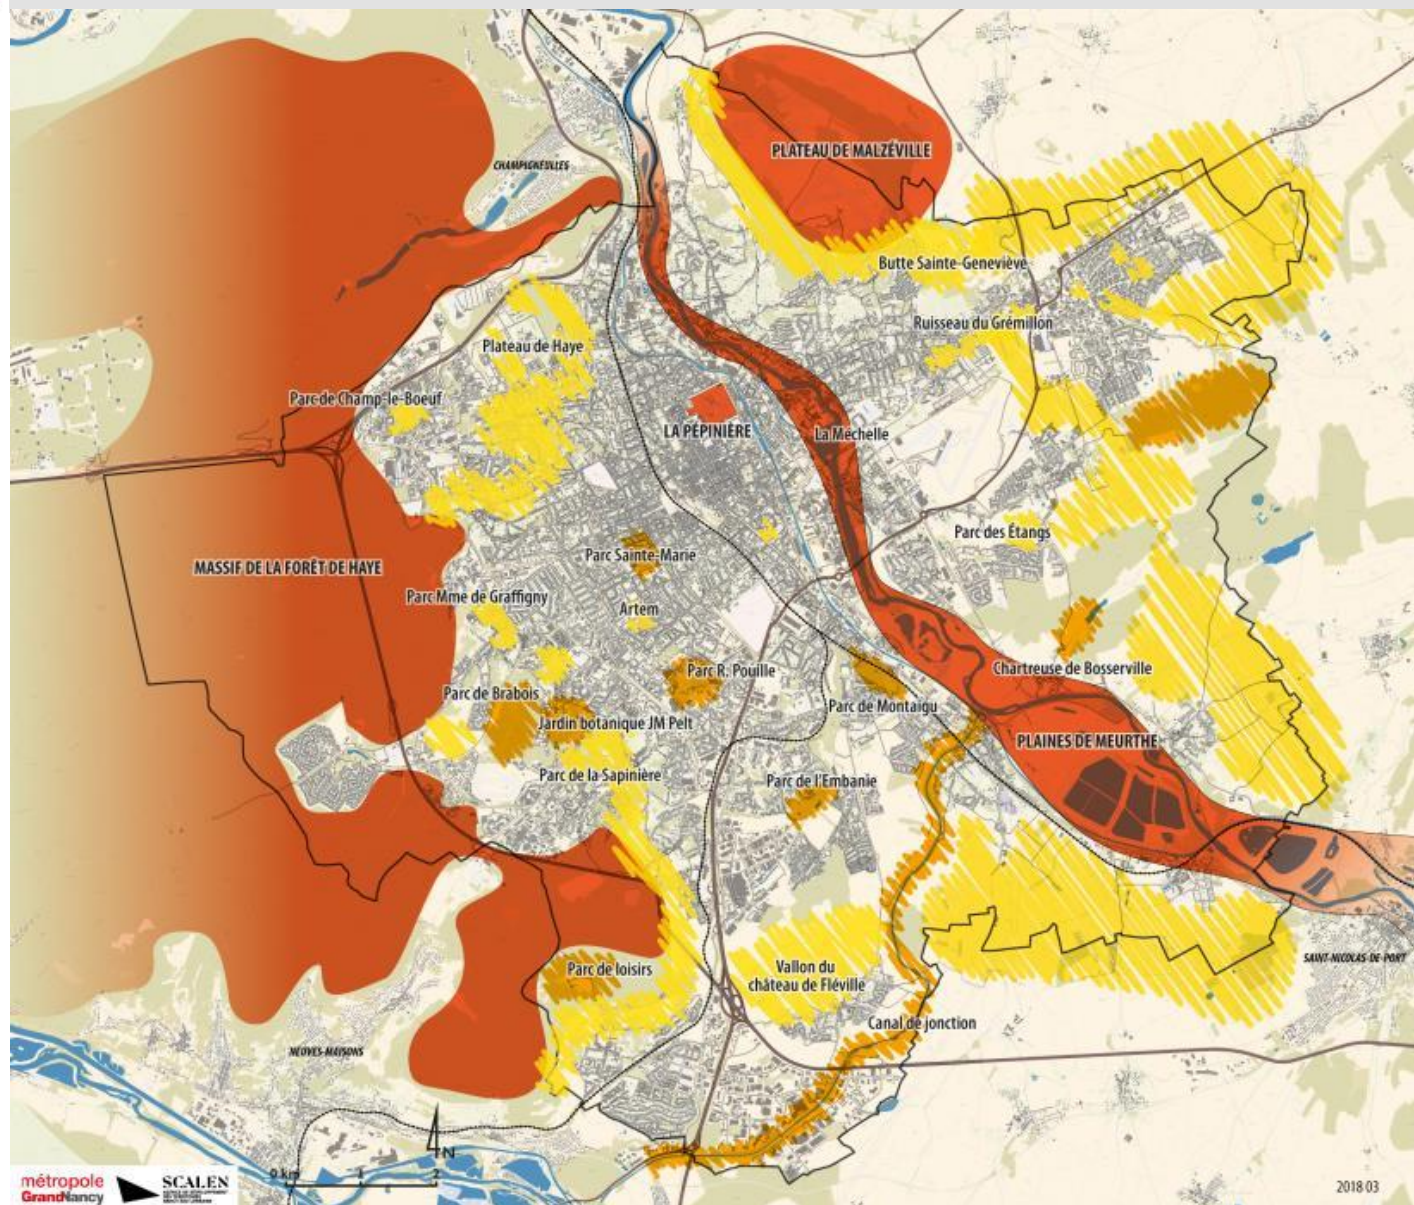 CHAMPIGNEULLES
PLATEAU DE MALZÉVILLE
Butte Sainte-Geneviève
Ruisseau du Grémillon
Plateau de Haye
Parc de Champ-le-Boeuf
LA PÉPINIÈRE
La Méchelle
Parc des Étangs
Parc Sainte-Marie
MASSIF DE LA FORÊT DE HAYE
Parc Mme de Graffigny
Artem
Parc R. Pouille
Chartreuse de Bosserville
Parc de Brabois
Jardin botanique JM Pelt
Parc de Montaigu
PLAINES DE MEURTHE
Parc de la Sapinière
Parc de l'Embanie
Parc de loisirs
Vallon du
château de Fléville
SAINT-NICOLAS-DE-PORT
Canal de jonction
NEUVES-MAISONS
N
0 km 1 2
métropole
GrandNancy
SCALEN
2018 03